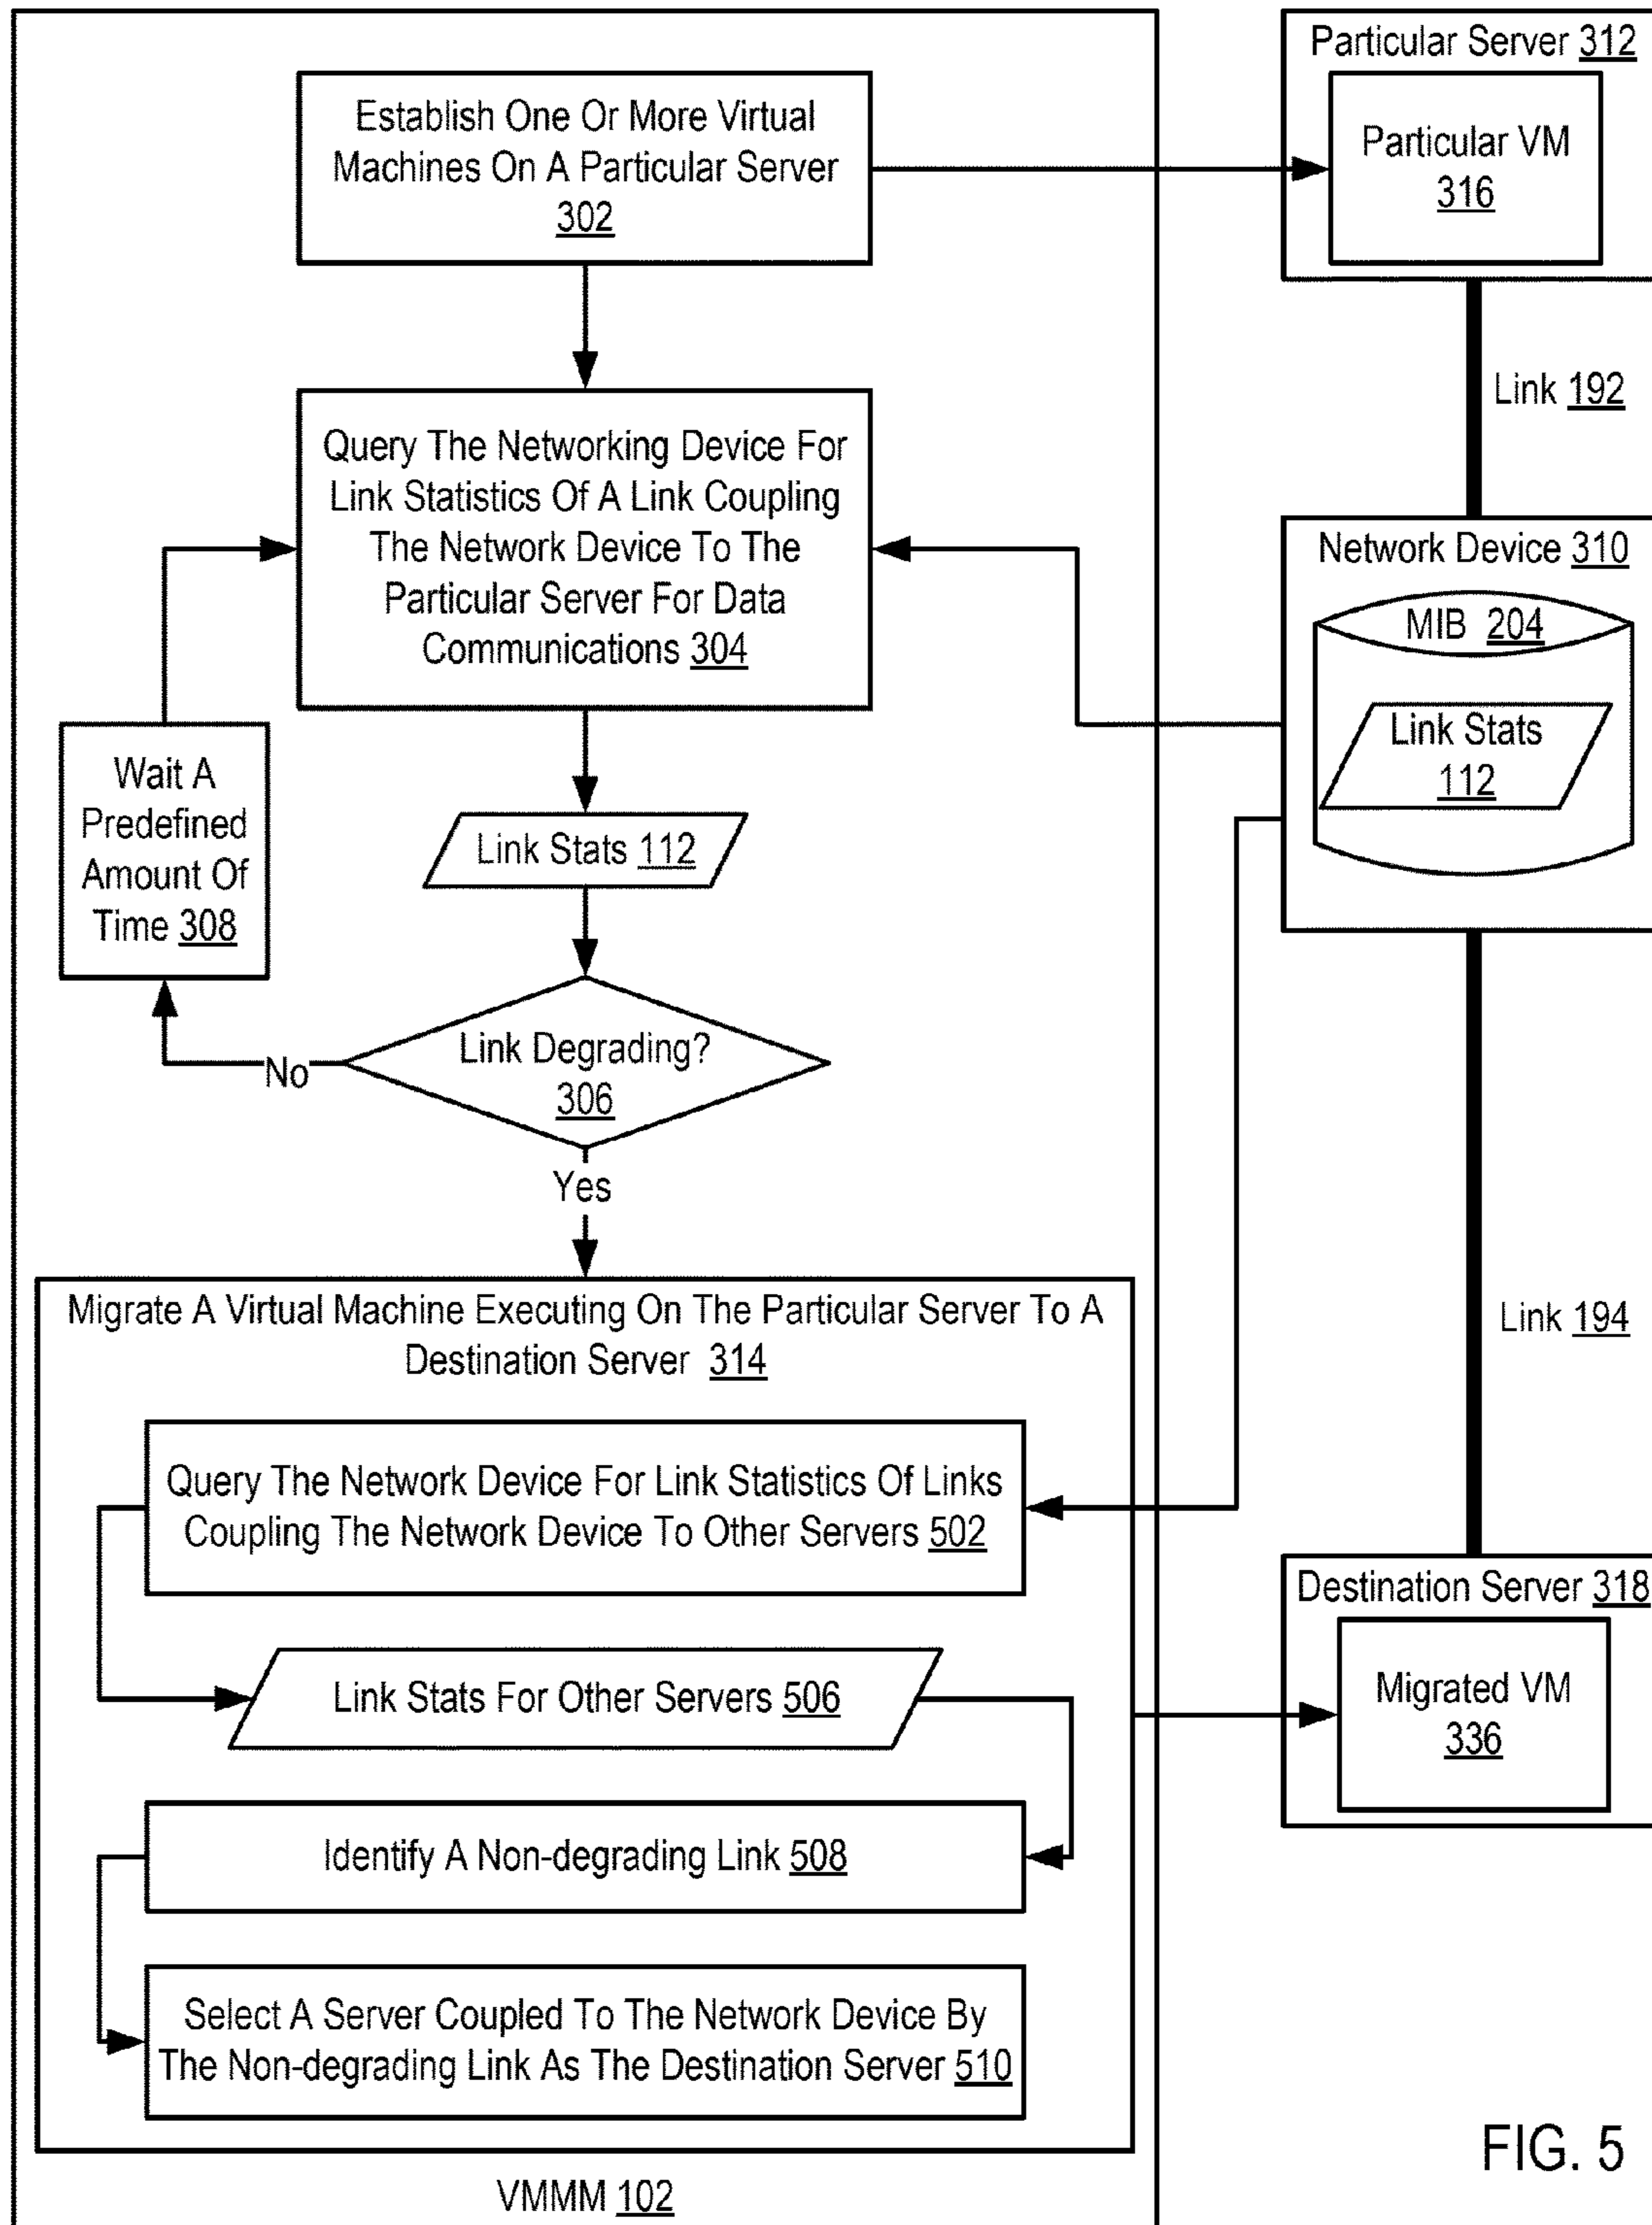 Particular Server 312
Establish One Or More Virtual
Machines On A Particular Server
302
Particular VM
316
Link 192
Query The Networking Device For
Link Statistics Of A Link Coupling
The Network Device To The
Particular Server For Data
Communications 304
Network Device 310
MIB 204
Link Stats
112
Wait A
Predefined
Amount Of
Time 308
Link Stats 112
Link Degrading?
306
No
Yes
Migrate A Virtual Machine Executing On The Particular Server To A
Destination Server 314
Link 194
Query The Network Device For Link Statistics Of Links
Coupling The Network Device To Other Servers 502
Destination Server 318
Link Stats For Other Servers 506
Migrated VM
336
Identify A Non-degrading Link 508
Select A Server Coupled To The Network Device By
The Non-degrading Link As The Destination Server 510
VMMM 102
FIG. 5